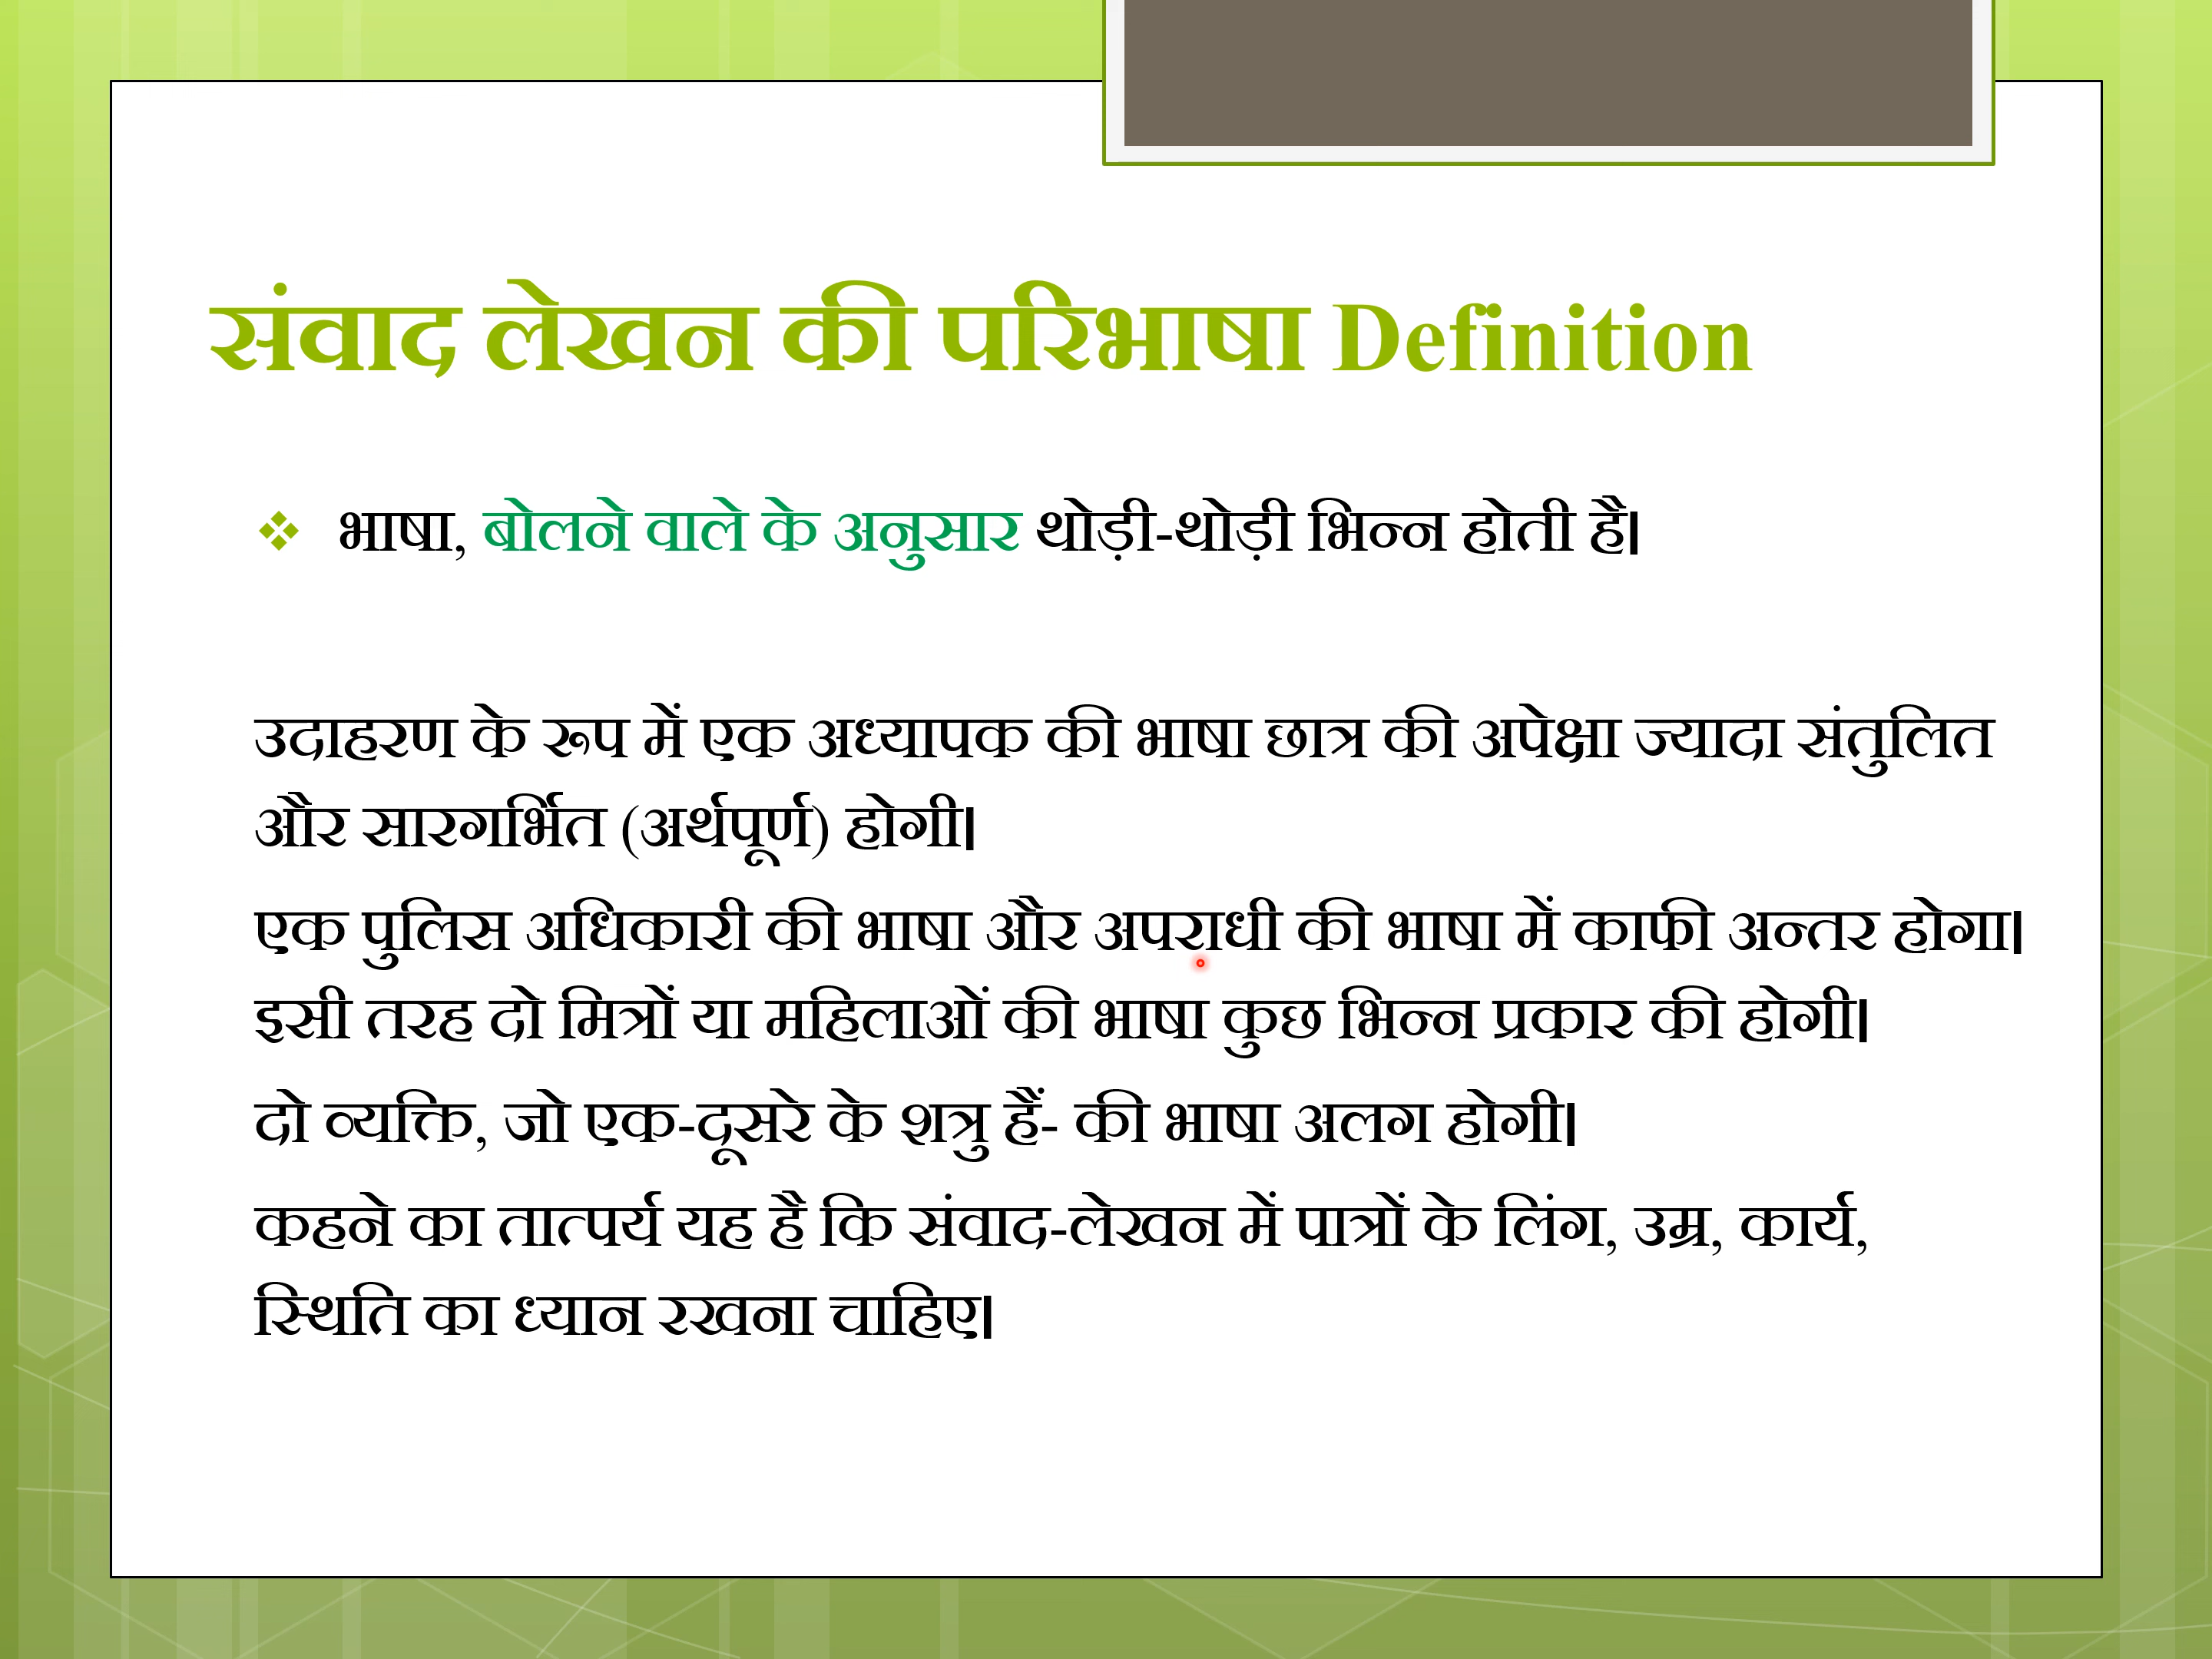 संवाद लेखन की परिभाषा Definition
भाषा, बोलने वाले के अनुसार थोड़ी-थोड़ी भिन्न होती है।
उदाहरण के रूप में एक अध्यापक की भाषा छात्र की अपेक्षा ज्यादा संतुलित
और सारगर्भित (अर्थपूर्ण) होगी।
एक पुलिस अधिकारी की भाषा और अपराधी की भाषा में काफी अन्तर होगा।
इसी तरह दो मित्रों या महिलाओं की भाषा कुछ भिन्न प्रकार की होगी।
दो व्यक्ति, जो एक-दूसरे के शत्रु हैं- की भाषा अलग होगी।
कहने का तात्पर्य यह है कि संवाद-लेखन में पात्रों के लिंग, उम्र, कार्य,
स्थिति का ध्यान रखना चाहिए।